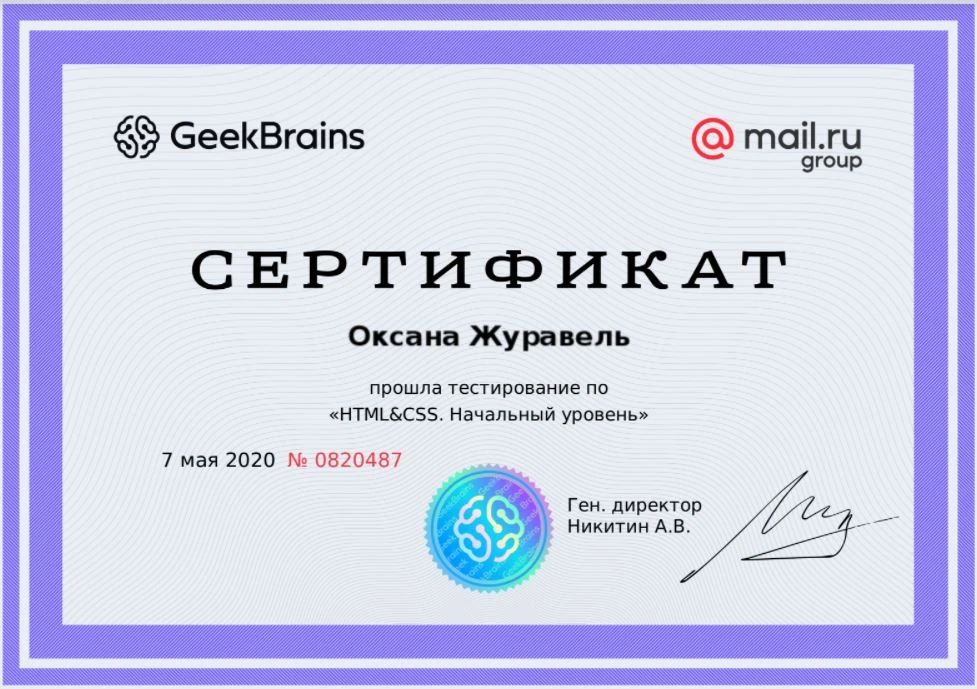 GeekBrains
mail.ru
group
СЕРТИФИКАТ
Оксана Журавель
прошла тестирование по
«HTML&CSS. Начальный уровень»
7 мая 2020 № 0820487
Ген. директор
Никитин А.В.